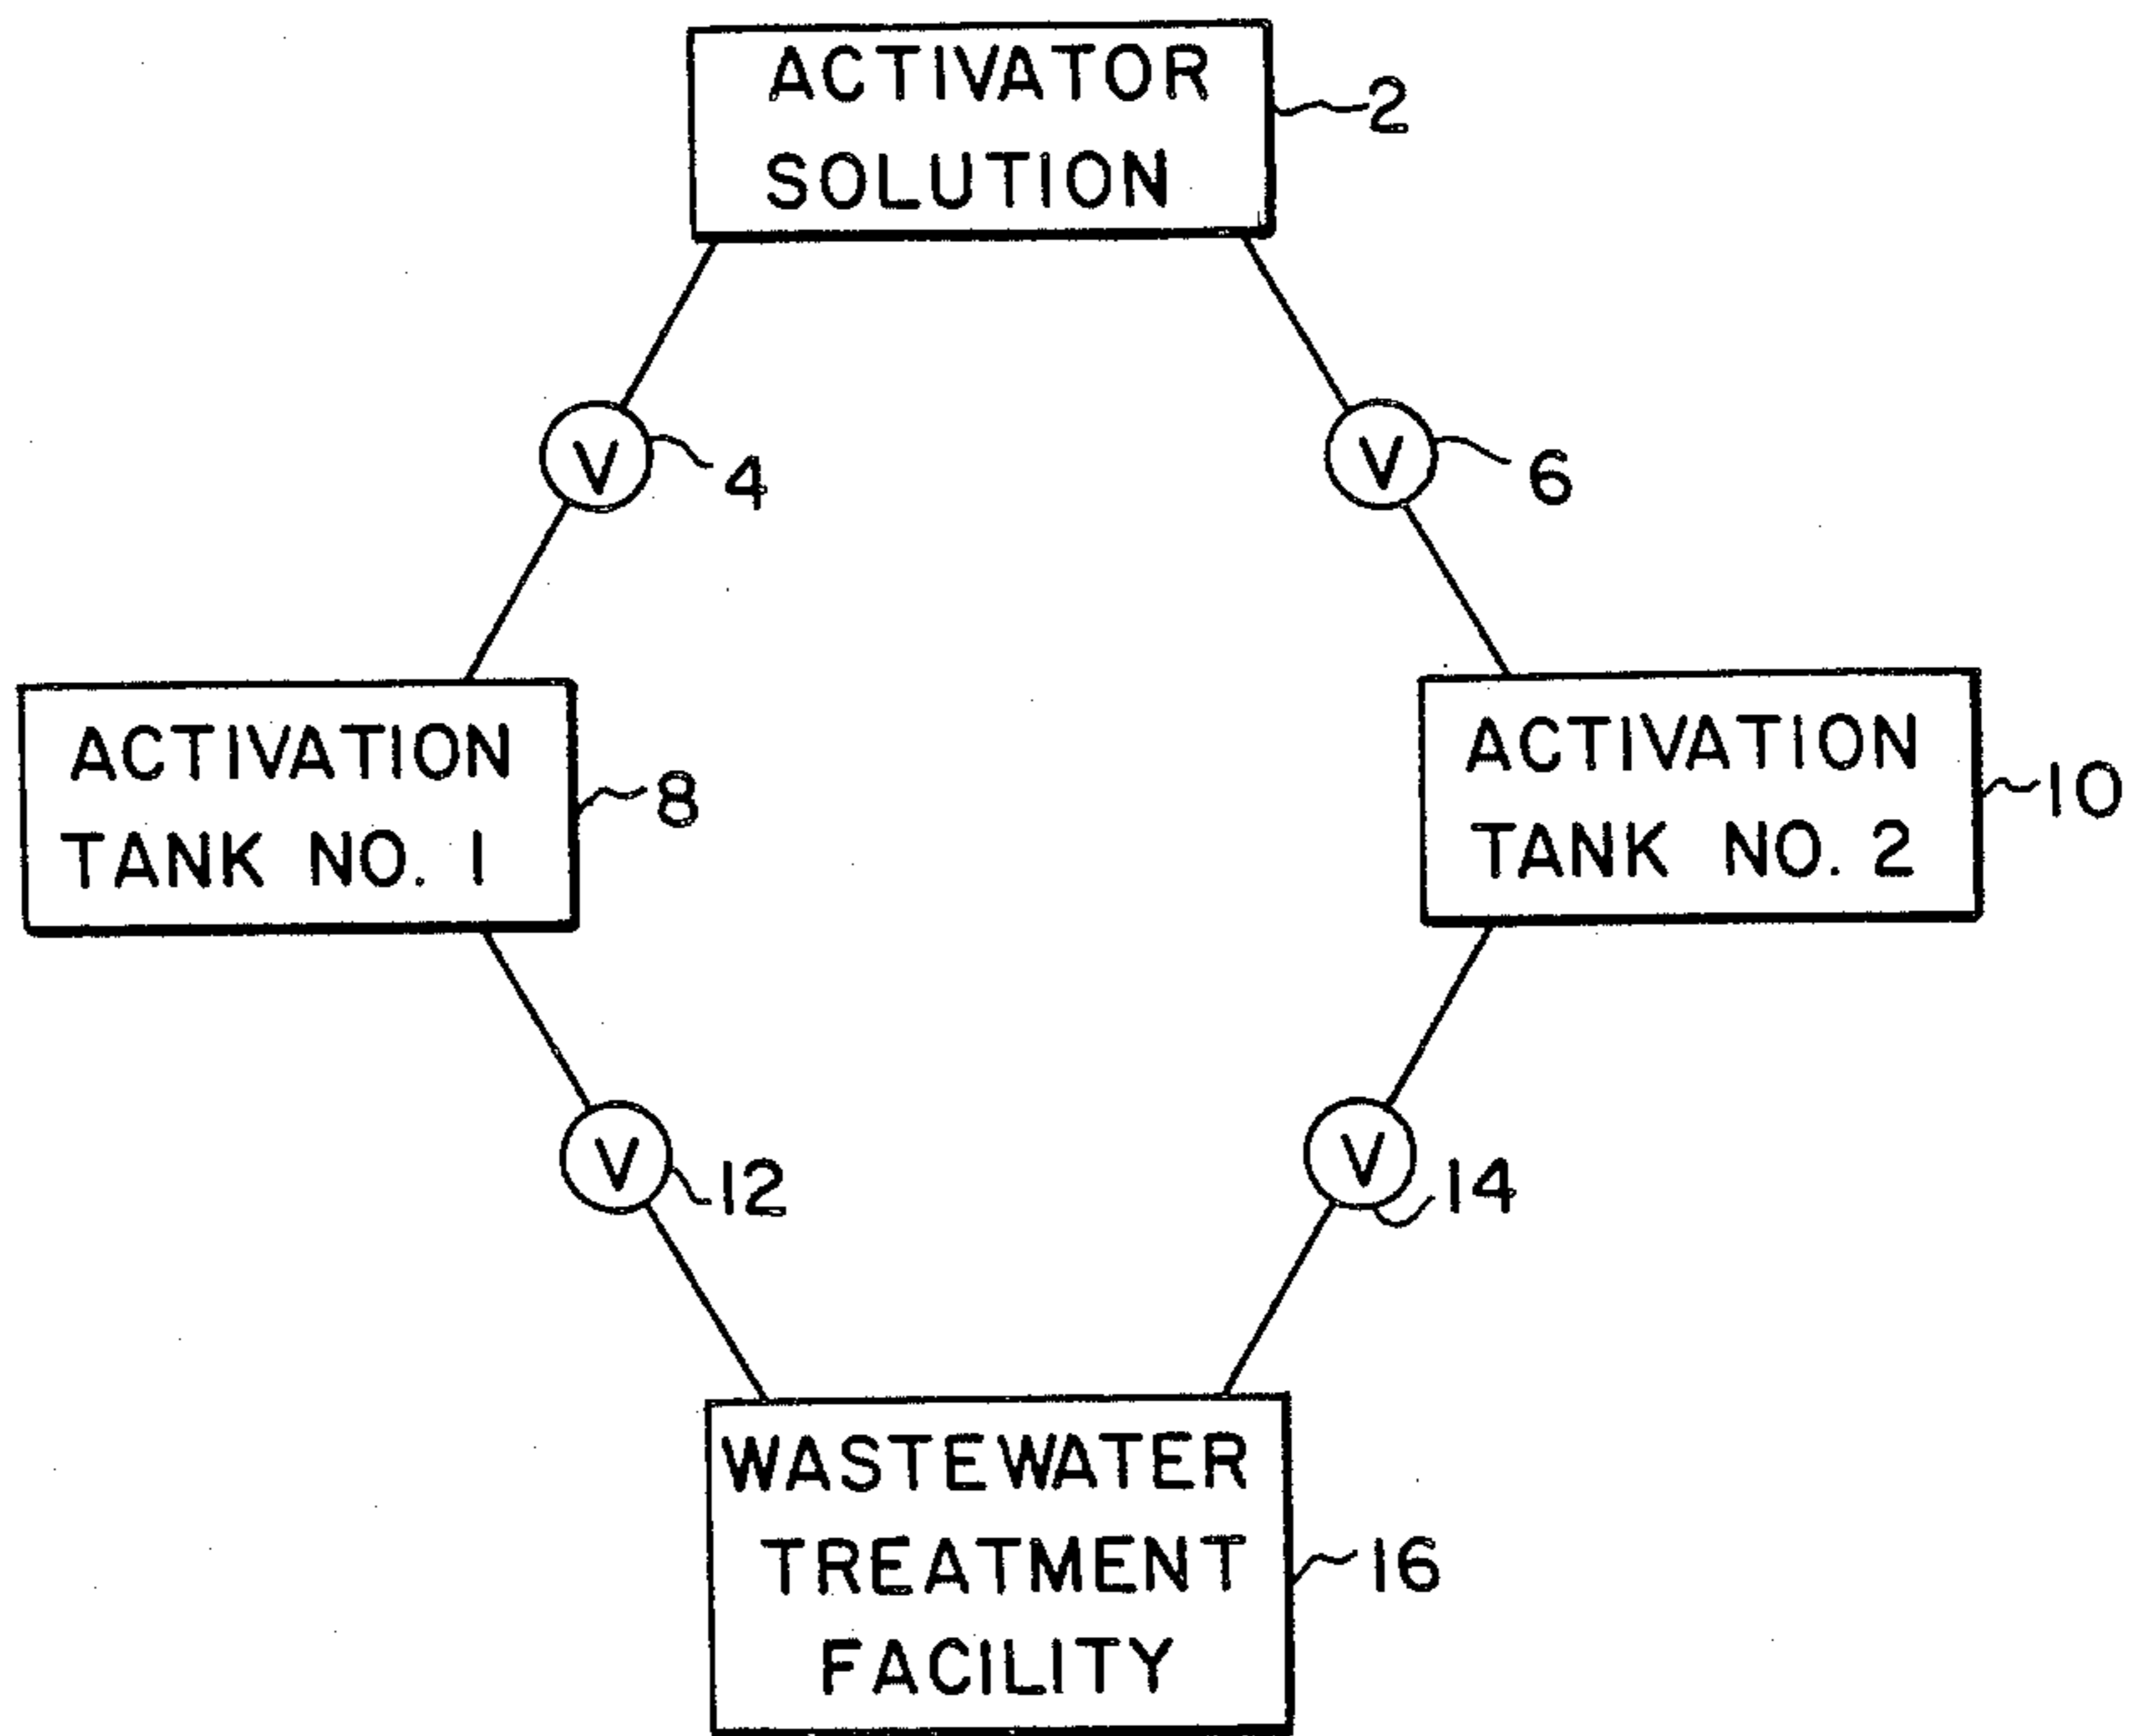 ACTIVATOR
SOLUTION
2
V
4
V
6
ACTIVATION
TANK NO. 1
8
ACTIVATION
TANK NO. 2
10
V
12
V
14
WASTEWATER
TREATMENT
FACILITY
16